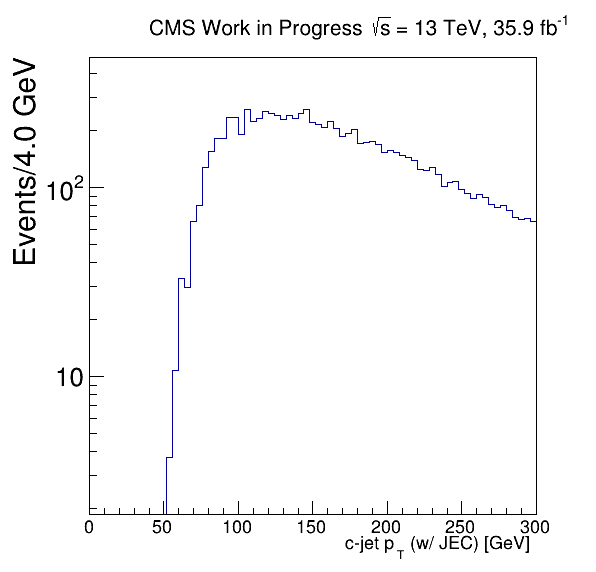 CMS Work in Progress √s = 13 TeV, 35.9 fb⁻¹
Events/4.0 GeV
10²
10
0 50 100 150 200 250 300
c-jet p_T (w/ JEC) [GeV]